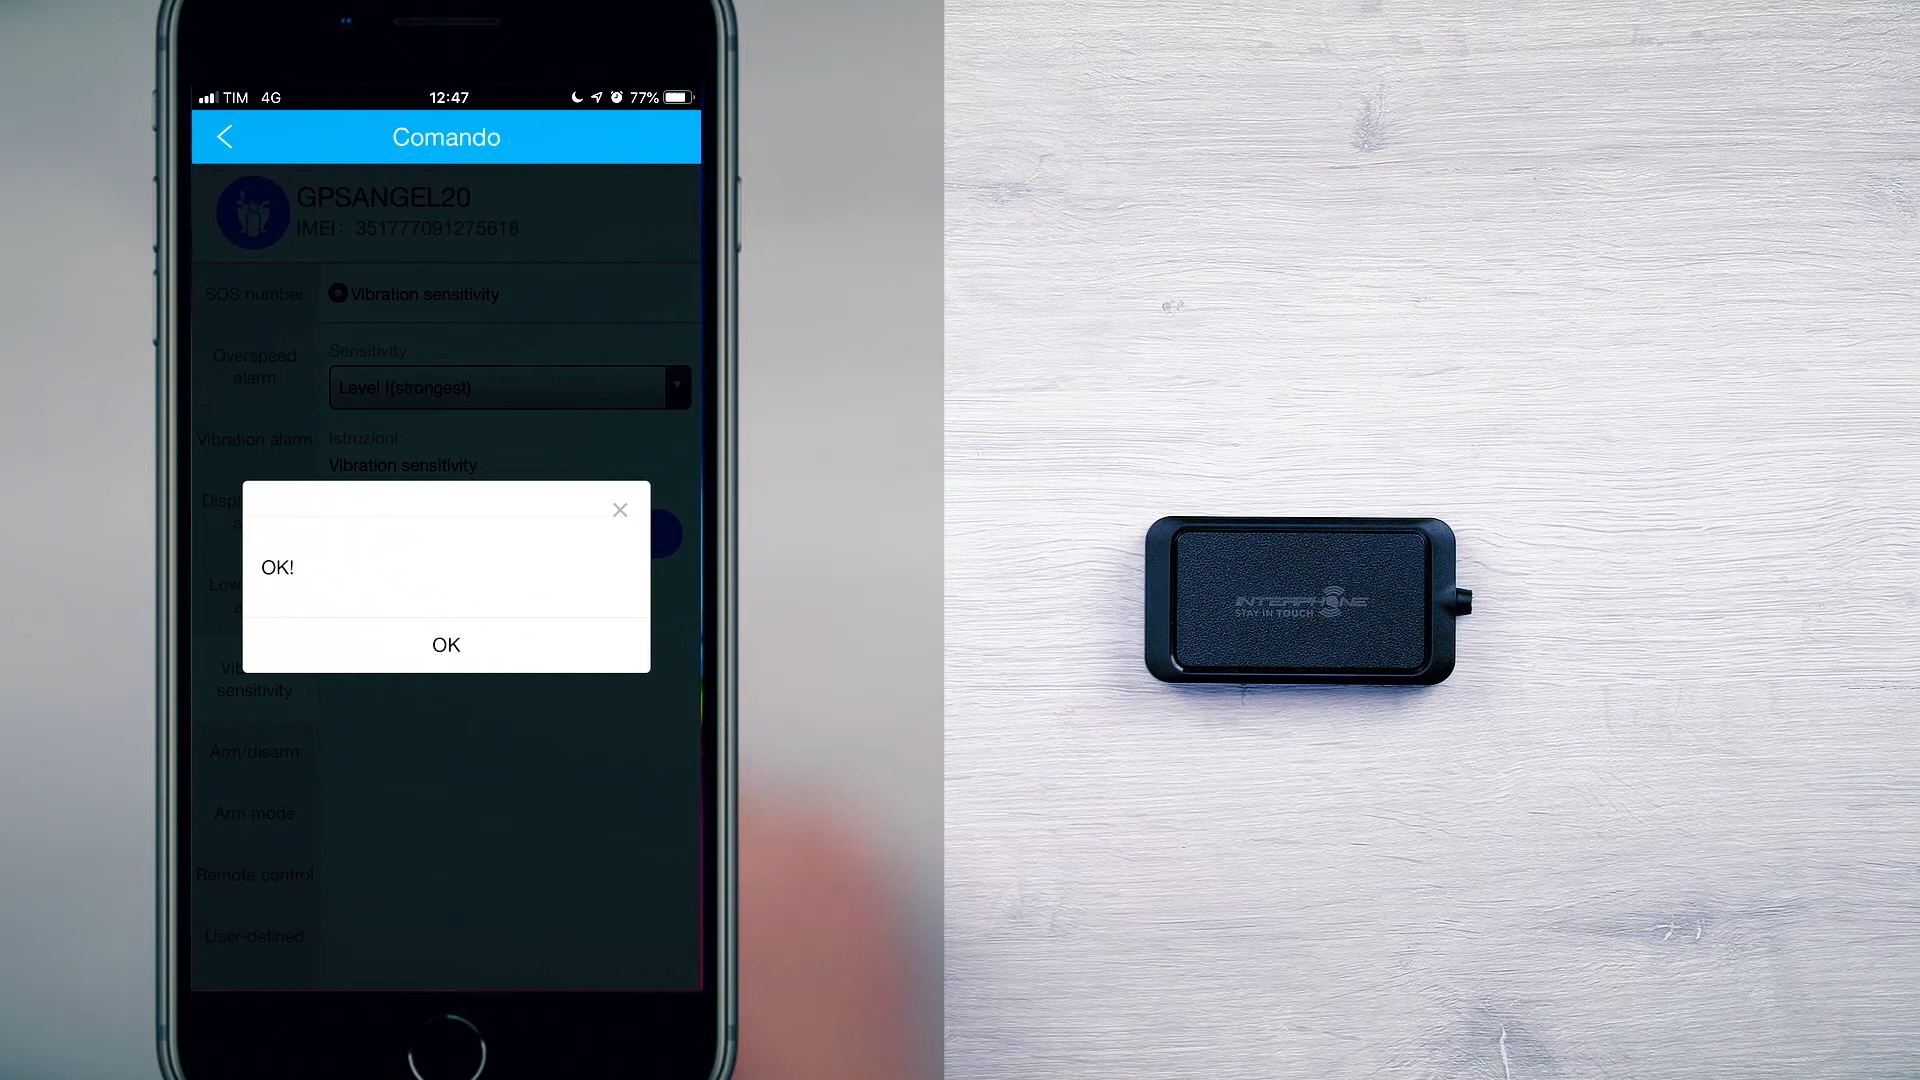 TIM 4G 12:47 77%
Comando
GPSANGEL20
IMEI: 351777091275618
SOS number
Vibration sensitivity
Overspeed
alarm
Sensitivity
Level I(strongest)
Vibration alarm
Istruzioni:
Vibration sensitivity
OK!
OK
sensitivity
Arm/disarm
Arm mode
Remote control
User-defined
INTERPHONE
STAY IN TOUCH